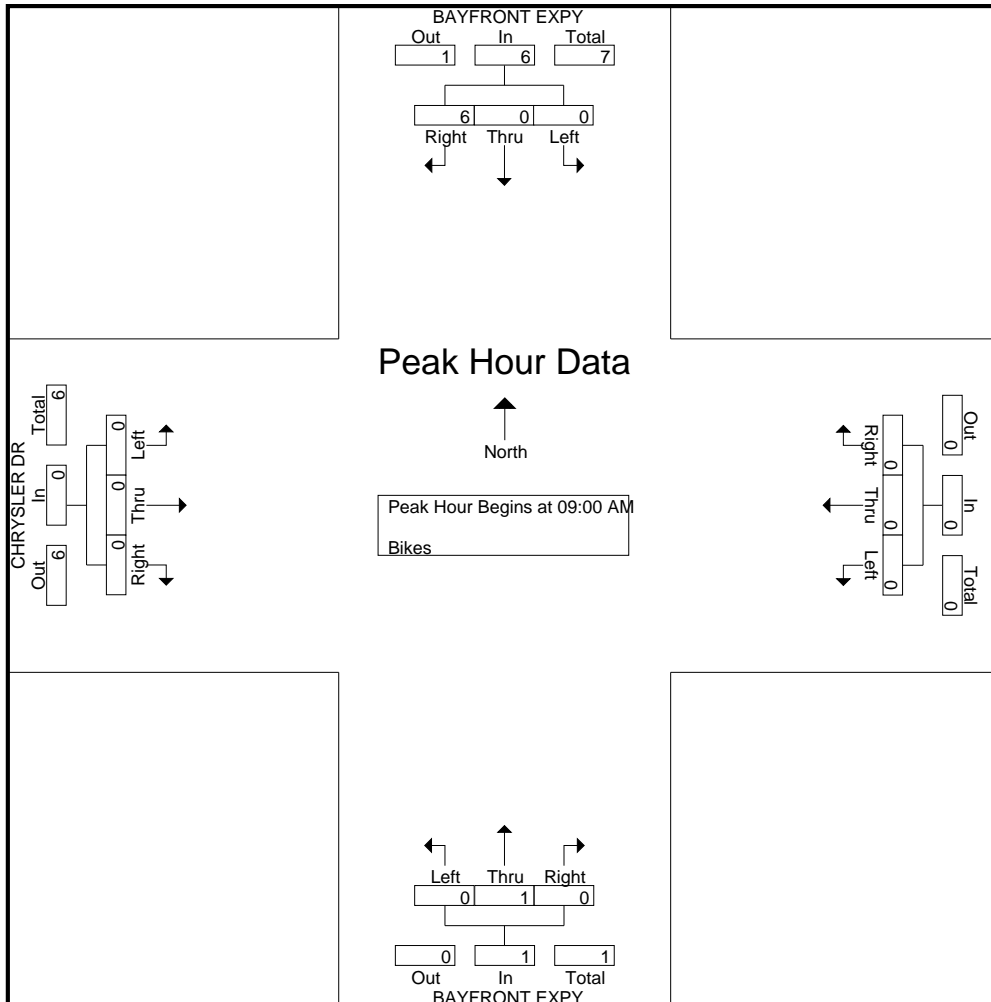 BAYFRONT EXPY
Out In Total
1 6 7
6 0 0
Right Thru Left
Peak Hour Data
North
Peak Hour Begins at 09:00 AM
Bikes
CHRYSLER DR
Out In Total
6 0 6
0 0 0
Right Thru Left
Out In Total
0 0 0
Right Thru Left
0 0 0
Left Thru Right
0 1 0
0 1 1
Out In Total
BAYFRONT EXPY